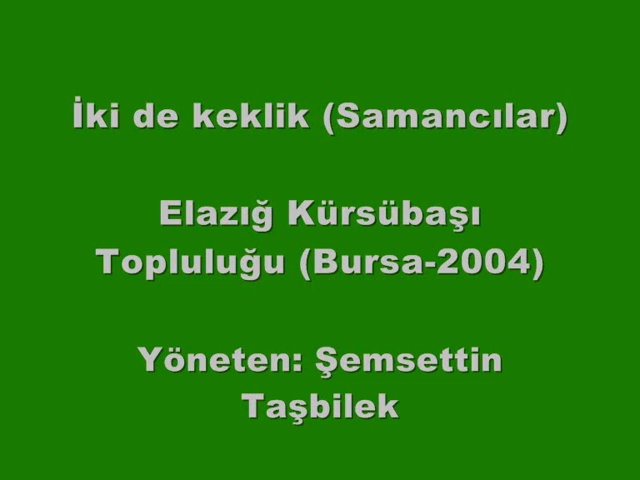 İki de keklik (Samancılar)
Elazığ Kürsübaşı
Topluluğu (Bursa-2004)
Yöneten: Şemsettin
Taşbilek